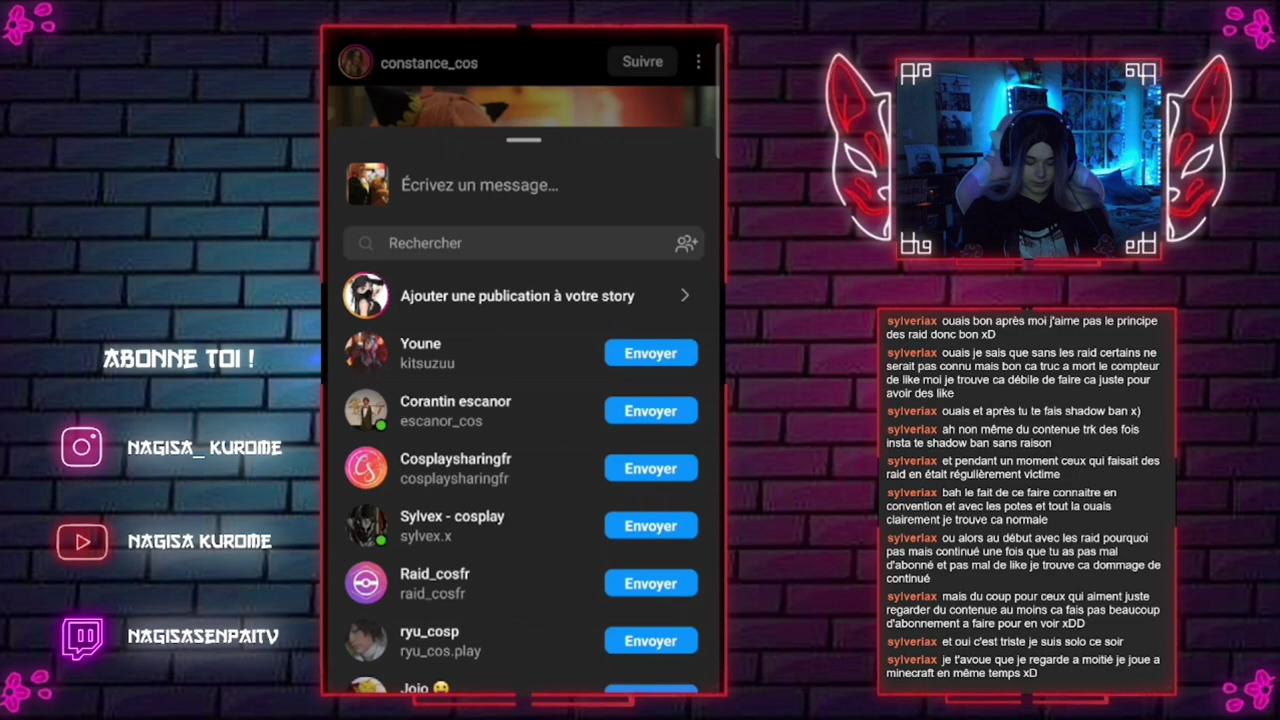 constance_cos
Suivre
Écrivez un message...
Rechercher
Ajouter une publication à votre story
Youne
kitsuzuu
Envoyer
Corantin escanor
escanor_cos
Envoyer
Cosplaysharingfr
cosplaysharingfr
Envoyer
Sylvex - cosplay
sylvex.x
Envoyer
Raid_cosfr
raid_cosfr
Envoyer
ryu_cosp
ryu_cos.play
Envoyer
Jojo
ABONNE TOI !
NAGISA_ KUROME
NAGISA KUROME
NAGISASENPAITV
sylveriax ouais bon après moi j'aime pas le principe
des raid donc bon xD
sylveriax ouais je sais que sans les raid certains ne
serait pas connu mais bon ca truc a mort le compteur
de like moi je trouve ca débile de faire ca juste pour
avoir des like
sylveriax ouais et après tu te fais shadow ban x)
sylveriax ah non même du contenue trk des fois
insta te shadow ban sans raison
sylveriax et pendant un moment ceux qui faisait des
raid en était régulièrement victime
sylveriax bah le fait de ce faire connaitre en
convention et avec les potes et tout la ouais
clairement je trouve ca normale
sylveriax ou alors au début avec les raid pourquoi
pas mais continué une fois que tu as pas mal
d'abonné et pas mal de like je trouve ca dommage de
continué
sylveriax mais du coup pour ceux qui aiment juste
regarder du contenue au moins ca fais pas beaucoup
d'abonnement a faire pour en voir xDD
sylveriax et oui c'est triste je suis solo ce soir
sylveriax je t'avoue que je regarde a moitié je joue a
minecraft en même temps xD